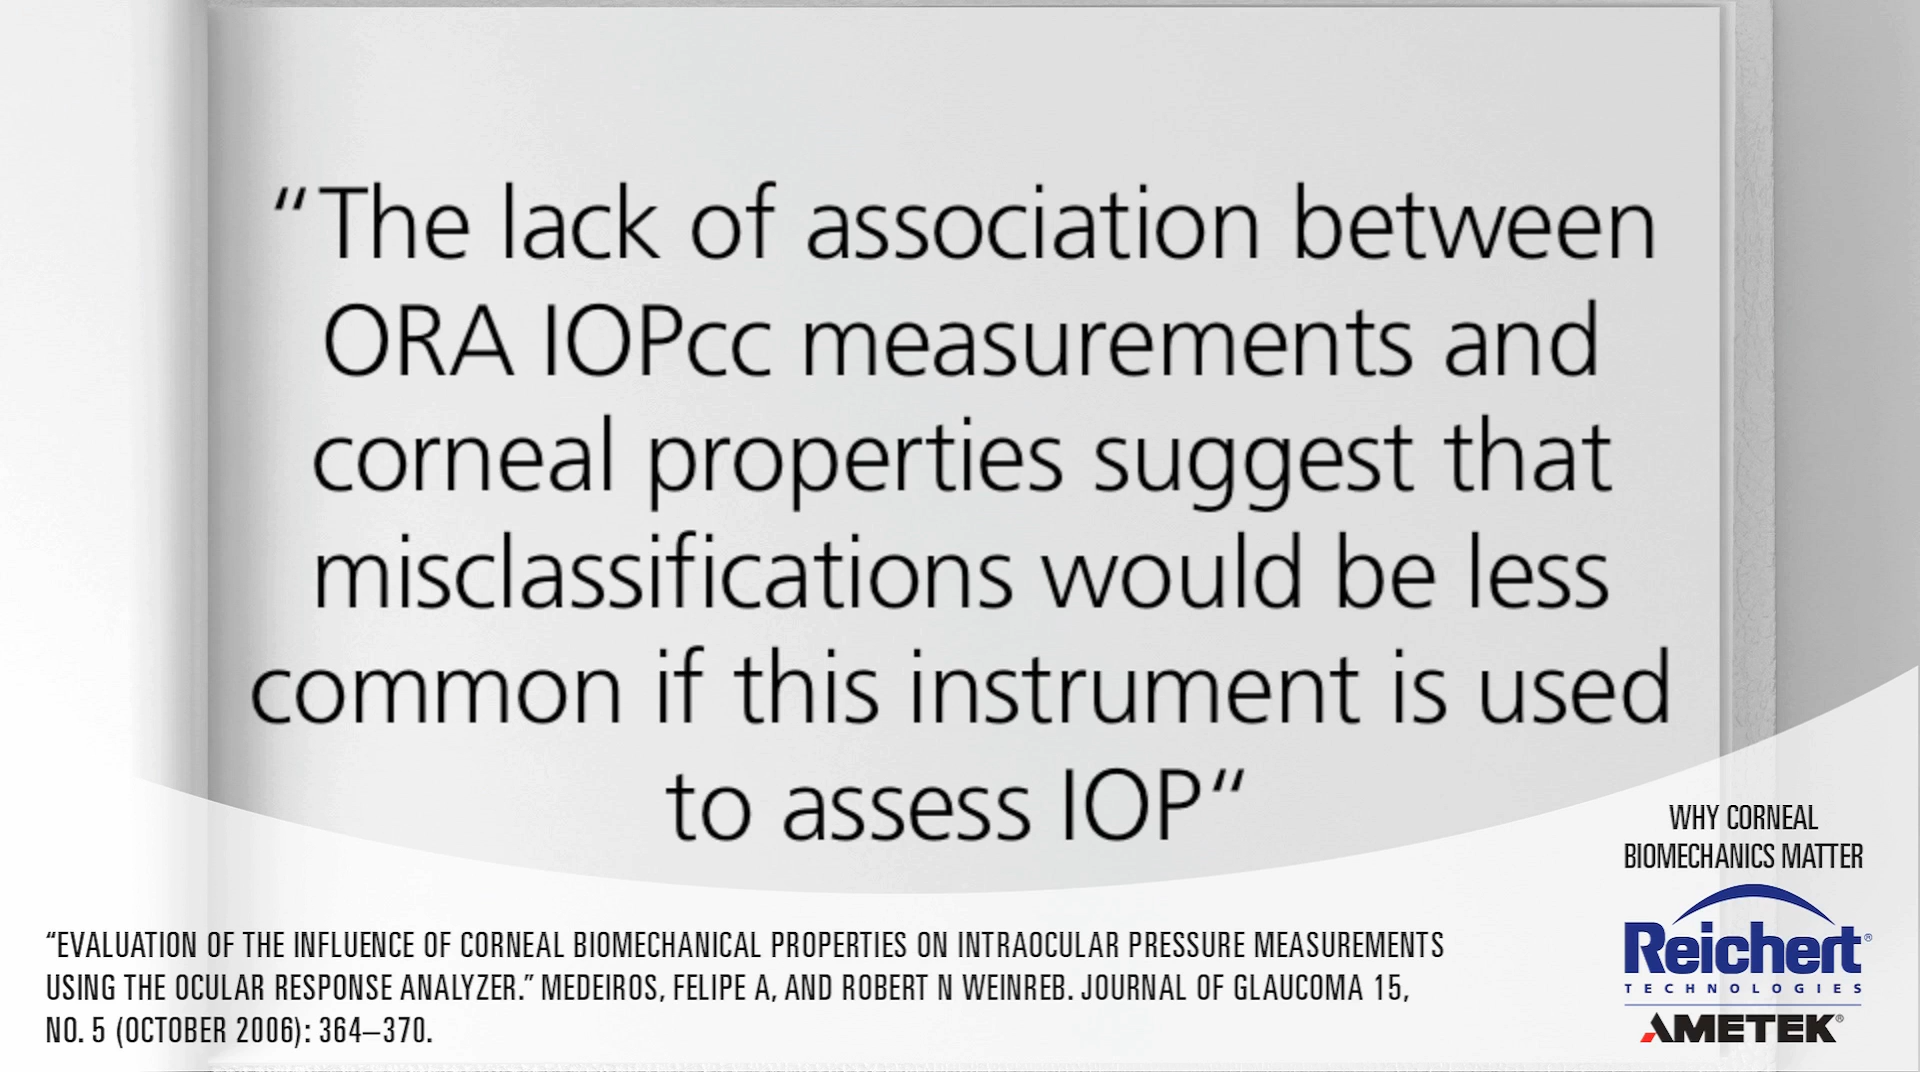 “The lack of association between
ORA IOPcc measurements and
corneal properties suggest that
misclassifications would be less
common if this instrument is used
to assess IOP“
WHY CORNEAL
BIOMECHANICS MATTER
Reichert®
TECHNOLOGIES
AMETEK®
“EVALUATION OF THE INFLUENCE OF CORNEAL BIOMECHANICAL PROPERTIES ON INTRAOCULAR PRESSURE MEASUREMENTS
USING THE OCULAR RESPONSE ANALYZER.” MEDEIROS, FELIPE A, AND ROBERT N WEINREB. JOURNAL OF GLAUCOMA 15,
NO. 5 (OCTOBER 2006): 364–370.